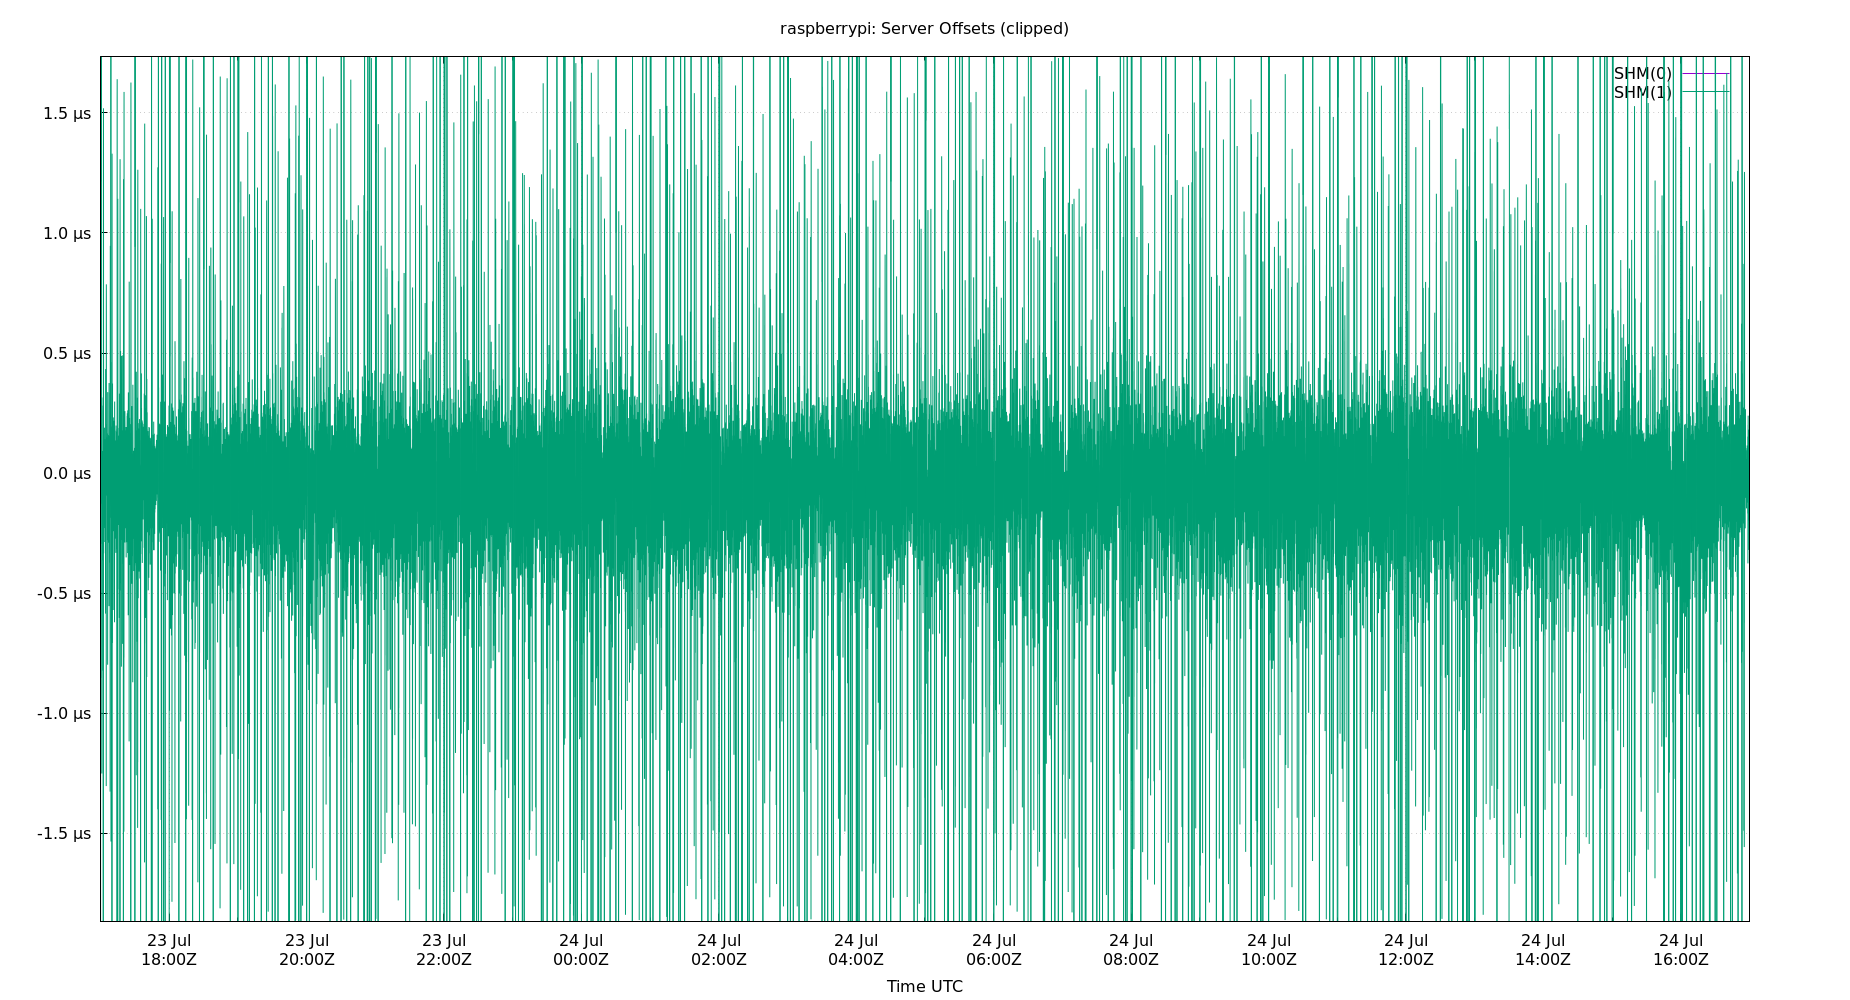 raspberrypi: Server Offsets (clipped)
SHM(0)
SHM(1)
1.5 µs
1.0 µs
0.5 µs
0.0 µs
-0.5 µs
-1.0 µs
-1.5 µs
23 Jul 23 Jul 23 Jul 24 Jul 24 Jul 24 Jul 24 Jul 24 Jul 24 Jul 24 Jul 24 Jul 24 Jul
18:00Z 20:00Z 22:00Z 00:00Z 02:00Z 04:00Z 06:00Z 08:00Z 10:00Z 12:00Z 14:00Z 16:00Z
Time UTC